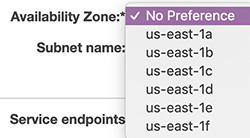 Availability Zone:* ✓ No Preference
us-east-1a
Subnet name: us-east-1b
us-east-1c
us-east-1d
us-east-1e
Service endpoints us-east-1f